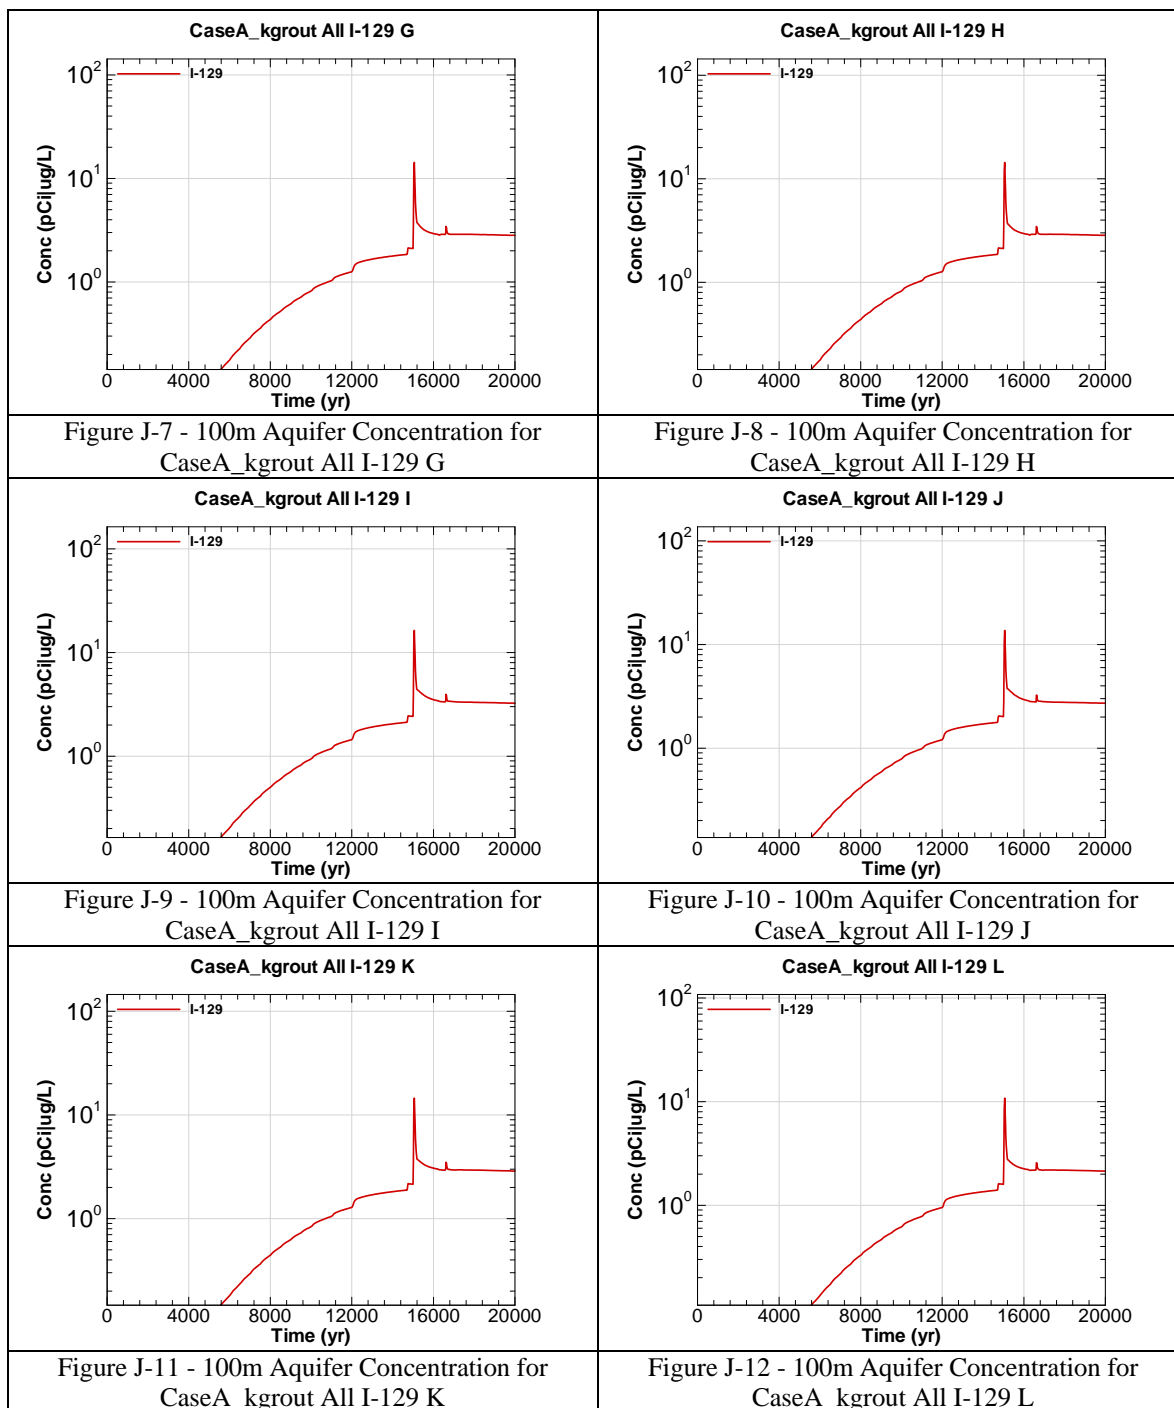 CaseA_kgrout All I-129 G
I-129
10^2
10^1
10^0
Conc (pCi|ug/L)
0 4000 8000 12000 16000 20000
Time (yr)
Figure J-7 - 100m Aquifer Concentration for
CaseA_kgrout All I-129 G
CaseA_kgrout All I-129 H
I-129
10^2
10^1
10^0
Conc (pCi|ug/L)
0 4000 8000 12000 16000 20000
Time (yr)
Figure J-8 - 100m Aquifer Concentration for
CaseA_kgrout All I-129 H
CaseA_kgrout All I-129 I
I-129
10^2
10^1
10^0
Conc (pCi|ug/L)
0 4000 8000 12000 16000 20000
Time (yr)
Figure J-9 - 100m Aquifer Concentration for
CaseA_kgrout All I-129 I
CaseA_kgrout All I-129 J
I-129
10^2
10^1
10^0
Conc (pCi|ug/L)
0 4000 8000 12000 16000 20000
Time (yr)
Figure J-10 - 100m Aquifer Concentration for
CaseA_kgrout All I-129 J
CaseA_kgrout All I-129 K
I-129
10^2
10^1
10^0
Conc (pCi|ug/L)
0 4000 8000 12000 16000 20000
Time (yr)
Figure J-11 - 100m Aquifer Concentration for
CaseA_kgrout All I-129 K
CaseA_kgrout All I-129 L
I-129
10^2
10^1
10^0
Conc (pCi|ug/L)
0 4000 8000 12000 16000 20000
Time (yr)
Figure J-12 - 100m Aquifer Concentration for
CaseA_kgrout All I-129 L